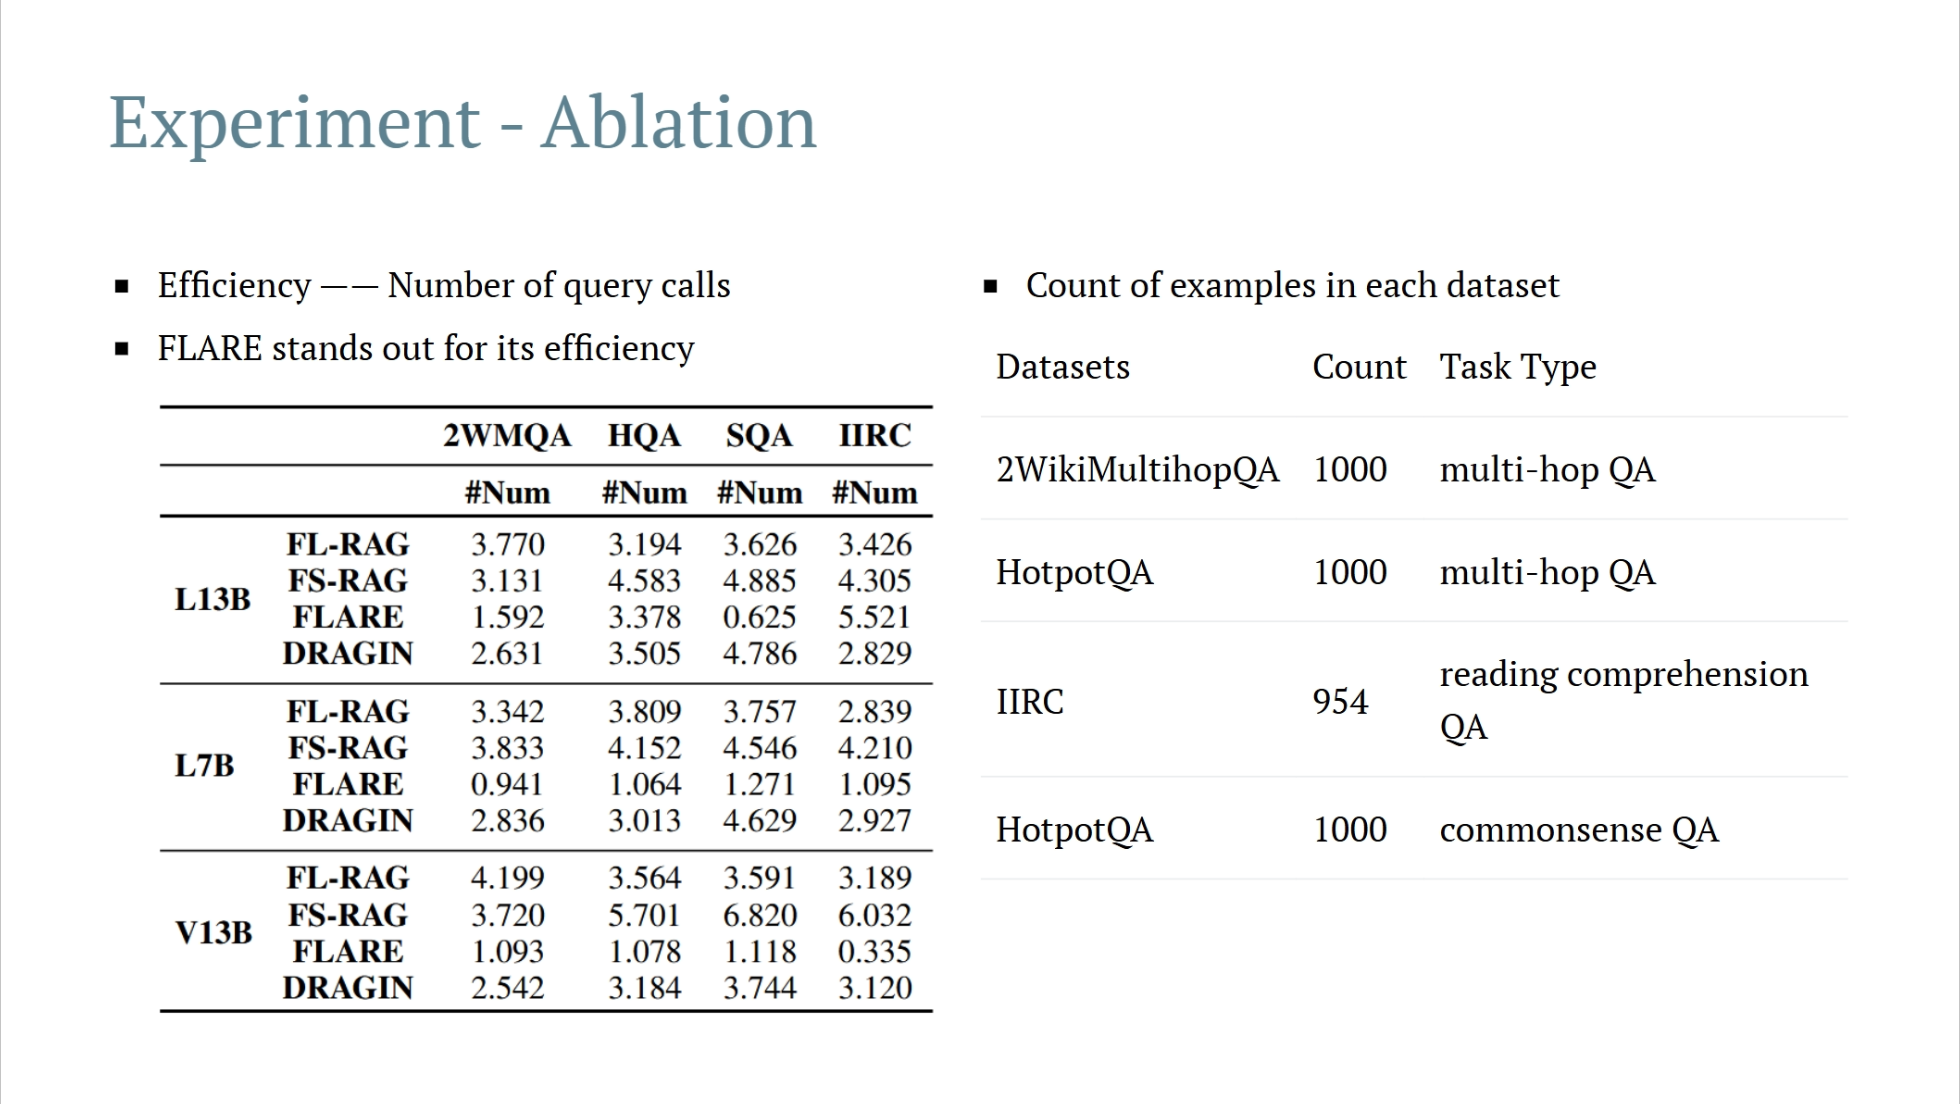 Experiment - Ablation
▪ Efficiency —— Number of query calls
▪ FLARE stands out for its efficiency
2WMQA HQA SQA IIRC
#Num #Num #Num #Num
L13B
FL-RAG 3.770 3.194 3.626 3.426
FS-RAG 3.131 4.583 4.885 4.305
FLARE 1.592 3.378 0.625 5.521
DRAGIN 2.631 3.505 4.786 2.829
L7B
FL-RAG 3.342 3.809 3.757 2.839
FS-RAG 3.833 4.152 4.546 4.210
FLARE 0.941 1.064 1.271 1.095
DRAGIN 2.836 3.013 4.629 2.927
V13B
FL-RAG 4.199 3.564 3.591 3.189
FS-RAG 3.720 5.701 6.820 6.032
FLARE 1.093 1.078 1.118 0.335
DRAGIN 2.542 3.184 3.744 3.120
▪ Count of examples in each dataset
Datasets Count Task Type
2WikiMultihopQA 1000 multi-hop QA
HotpotQA 1000 multi-hop QA
IIRC 954 reading comprehension
QA
HotpotQA 1000 commonsense QA